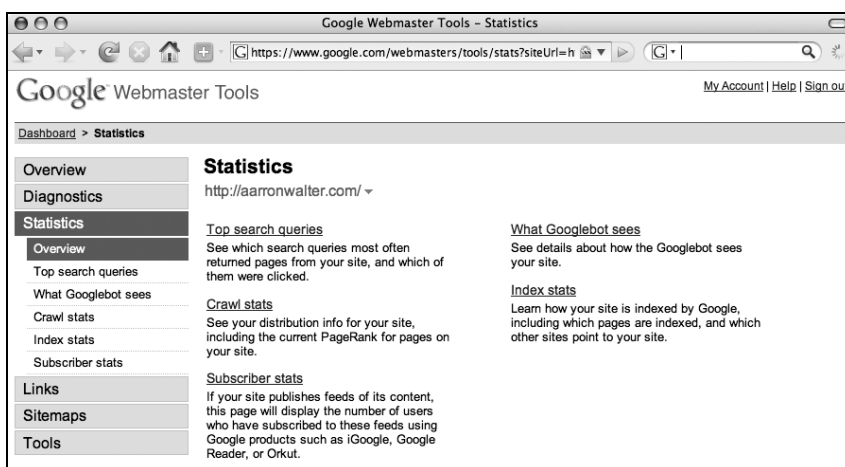 Google Webmaster Tools – Statistics
G https://www.google.com/webmasters/tools/stats?siteUrl=h
G
Google Webmaster Tools
My Account | Help | Sign ou
Dashboard > Statistics
Overview
Diagnostics
Statistics
Overview
Top search queries
What Googlebot sees
Crawl stats
Index stats
Subscriber stats
Links
Sitemaps
Tools
Statistics
http://aarronwalter.com/
Top search queries
See which search queries most often
returned pages from your site, and which of
them were clicked.
Crawl stats
See your distribution info for your site,
including the current PageRank for pages on
your site.
Subscriber stats
If your site publishes feeds of its content,
this page will display the number of users
who have subscribed to these feeds using
Google products such as iGoogle, Google
Reader, or Orkut.
What Googlebot sees
See details about how the Googlebot sees
your site.
Index stats
Learn how your site is indexed by Google,
including which pages are indexed, and which
other sites point to your site.